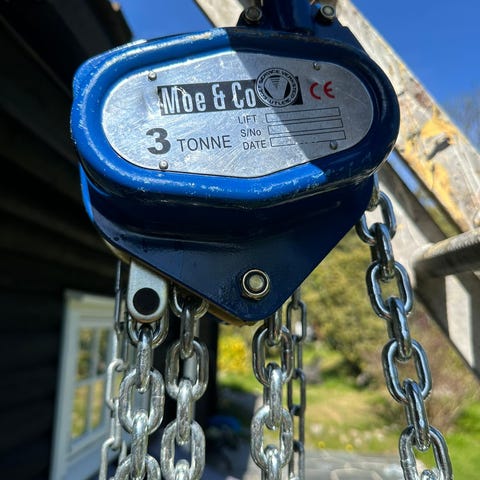 Moe & Co
CE
3 TONNE
LIFT
S/No
DATE